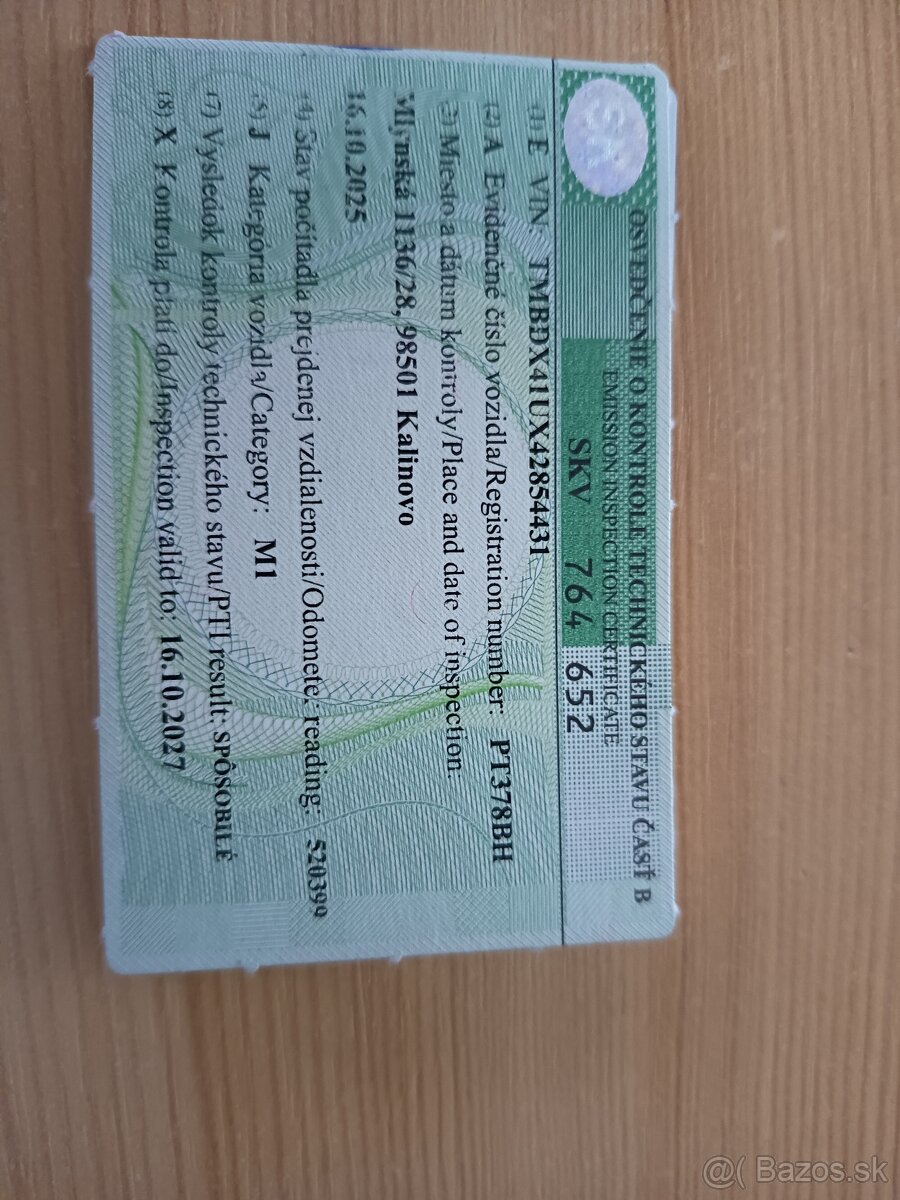 OSVEDČENIE O KONTROLE TECHNICKÉHO STAVU ČASŤ B
EMISSION INSPECTION CERTIFICATE
SK
SKV 764 652
(1) E VIN: TMBDX41UX42854431
(2) A Evidenčné číslo vozidla/Registration number: PT378BH
(3) Miesto a dátum kontroly/Place and date of inspection:
Mlynská 1136/28, 98501 Kalinovo
16.10.2025
(4) Stav počítadla prejdenej vzdialenosti/Odometer reading: 520399
(5) J Kategória vozidla/Category: M1
(7) Vysledok kontroly technického stavu/PTI result: SPÔSOBILÉ
(8) X Kontrola platí do/Inspection valid to: 16.10.2027
@( Bazos.sk